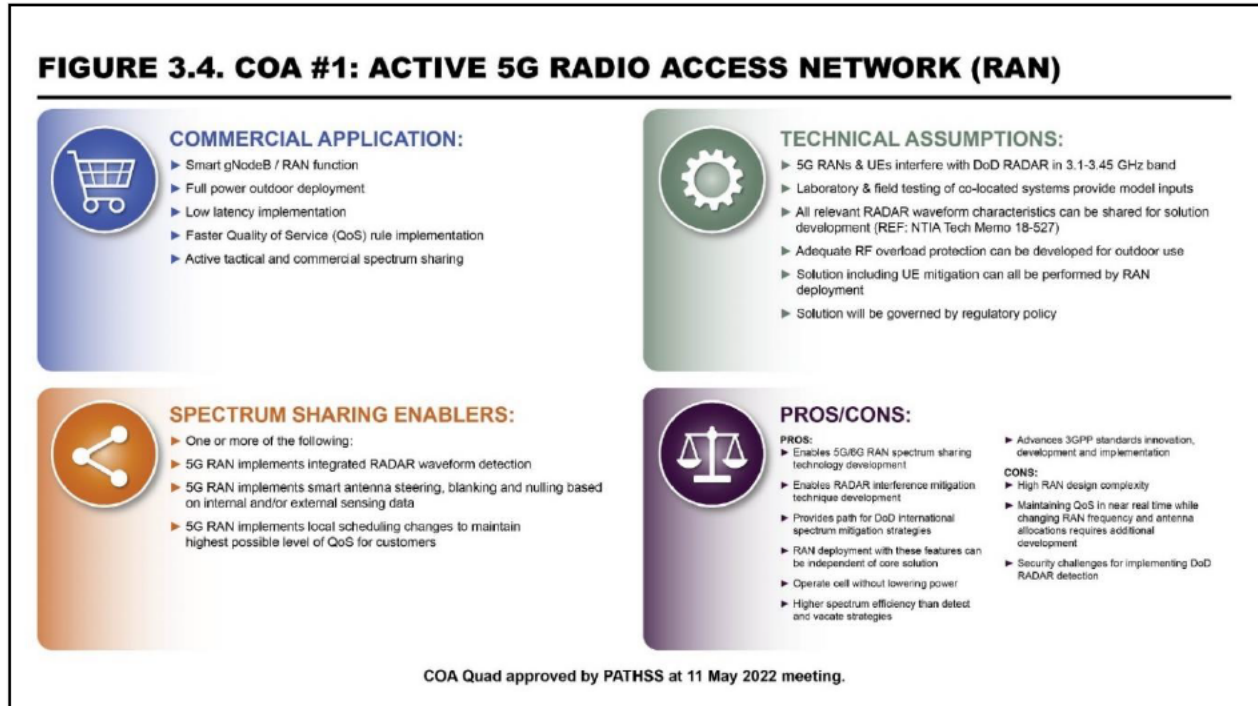 FIGURE 3.4. COA #1: ACTIVE 5G RADIO ACCESS NETWORK (RAN)
COMMERCIAL APPLICATION:
Smart gNodeB / RAN function
Full power outdoor deployment
Low latency implementation
Faster Quality of Service (QoS) rule implementation
Active tactical and commercial spectrum sharing
TECHNICAL ASSUMPTIONS:
5G RANs & UEs interfere with DoD RADAR in 3.1-3.45 GHz band
Laboratory & field testing of co-located systems provide model inputs
All relevant RADAR waveform characteristics can be shared for solution
development (REF: NTIA Tech Memo 18-527)
Adequate RF overload protection can be developed for outdoor use
Solution including UE mitigation can all be performed by RAN
deployment
Solution will be governed by regulatory policy
SPECTRUM SHARING ENABLERS:
One or more of the following:
5G RAN implements integrated RADAR waveform detection
5G RAN implements smart antenna steering, blanking and nulling based
on internal and/or external sensing data
5G RAN implements local scheduling changes to maintain
highest possible level of QoS for customers
PROS/CONS:
PROS:
Enables 5G/6G RAN spectrum sharing
technology development
Enables RADAR interference mitigation
technique development
Provides path for DoD international
spectrum mitigation strategies
RAN deployment with these features can
be independent of core solution
Operate cell without lowering power
Higher spectrum efficiency than detect
and vacate strategies
Advances 3GPP standards innovation,
development and implementation
CONS:
High RAN design complexity
Maintaining QoS in near real time while
changing RAN frequency and antenna
allocations requires additional
development
Security challenges for implementing DoD
RADAR detection
COA Quad approved by PATHSS at 11 May 2022 meeting.